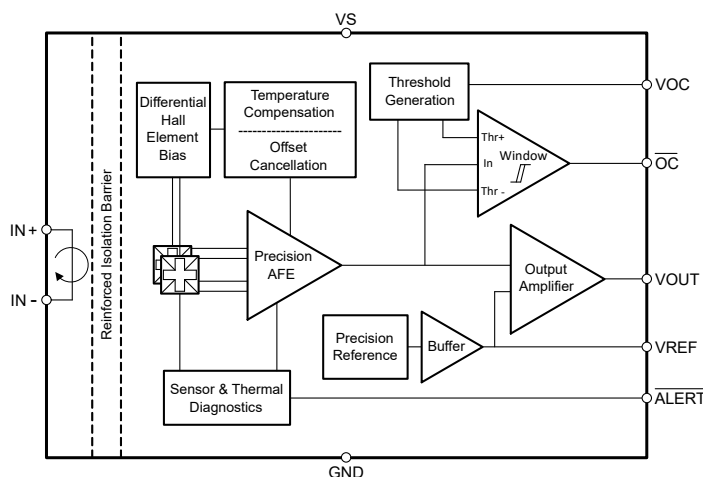 VS
VOC
OC
VOUT
VREF
ALERT
GND
IN+
IN-
Reinforced Isolation Barrier
Differential
Hall
Element
Bias
Temperature
Compensation
Offset
Cancellation
Threshold
Generation
Thr+
In
Window
Thr -
Precision
AFE
Output
Amplifier
Precision
Reference
Buffer
Sensor & Thermal
Diagnostics